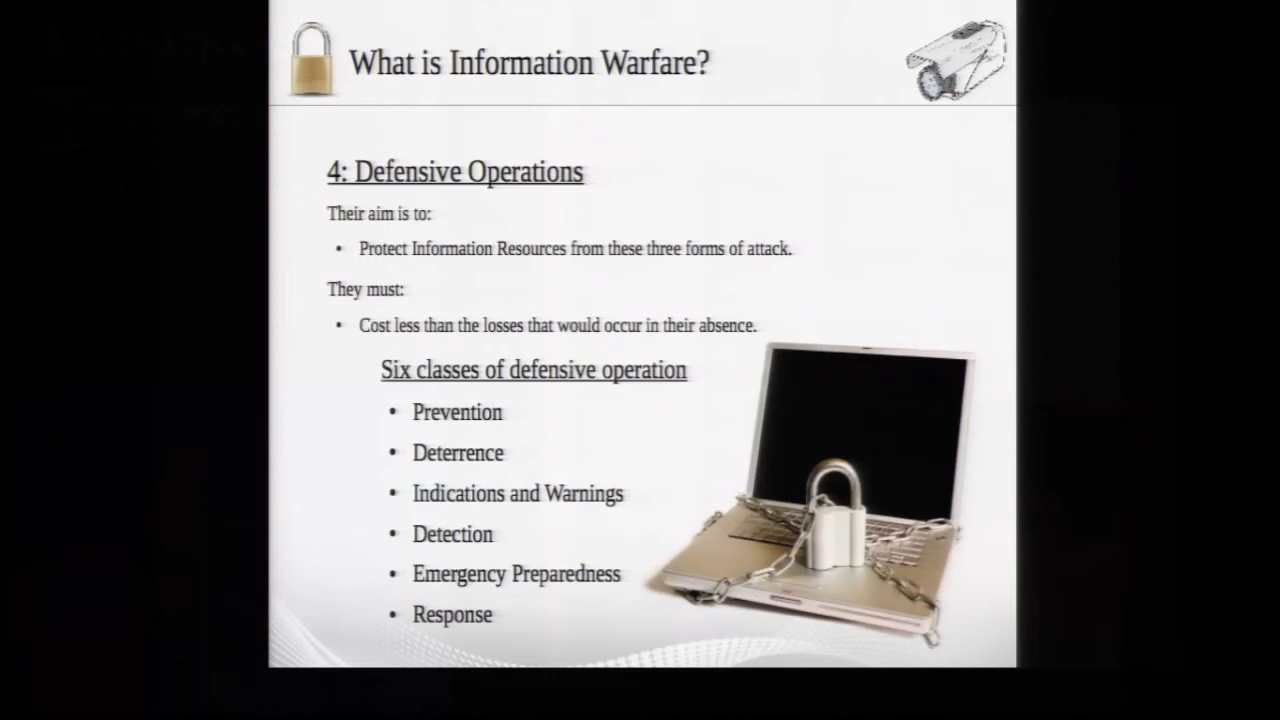 What is Information Warfare?
4: Defensive Operations
Their aim is to:
• Protect Information Resources from these three forms of attack.
They must:
• Cost less than the losses that would occur in their absence.
Six classes of defensive operation
• Prevention
• Deterrence
• Indications and Warnings
• Detection
• Emergency Preparedness
• Response